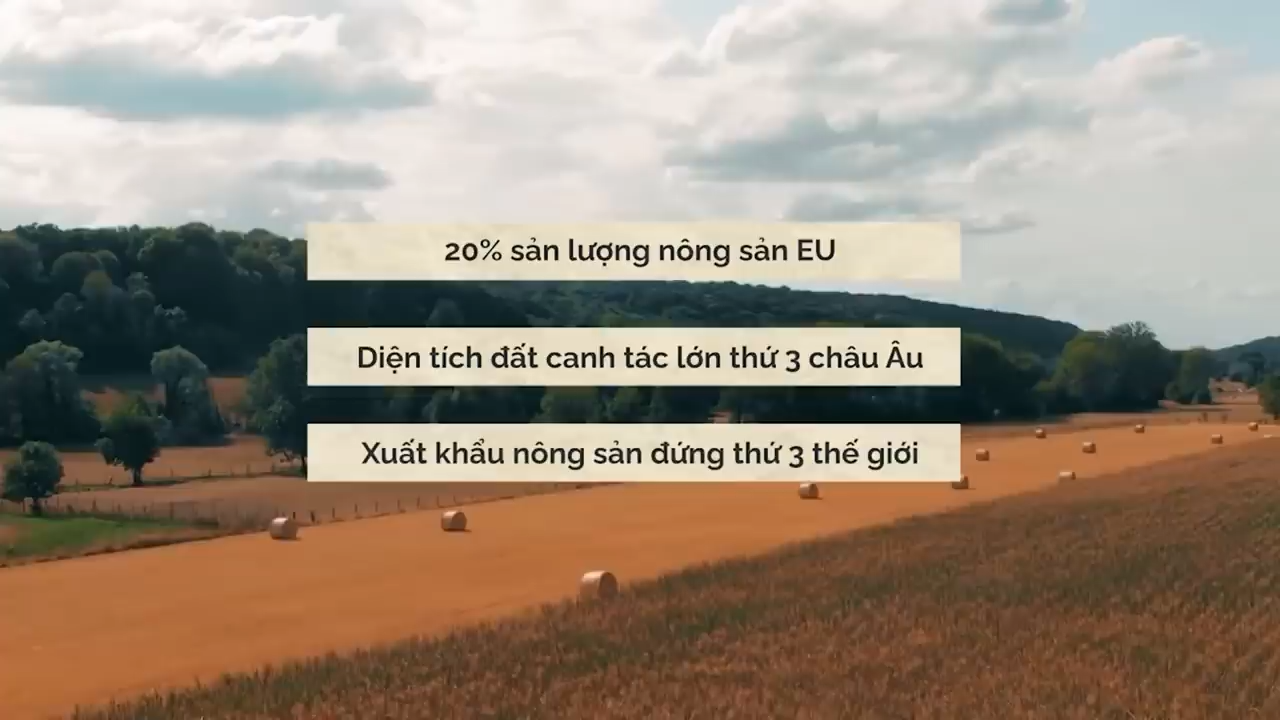 20% sản lượng nông sản EU
Diện tích đất canh tác lớn thứ 3 châu Âu
Xuất khẩu nông sản đứng thứ 3 thế giới